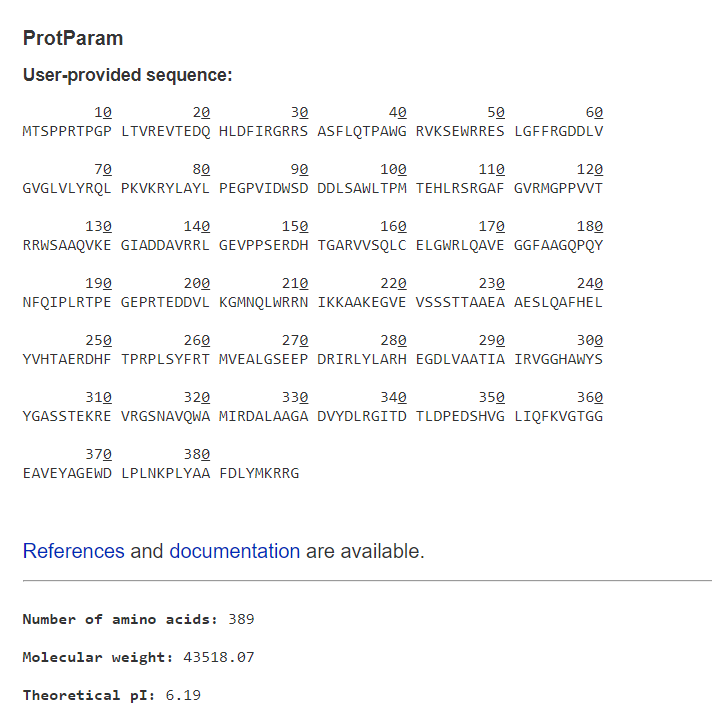 ProtParam
User-provided sequence:
10 20 30 40 50 60
MTSPPRTPGP LTVREVTEDQ HLDFIRGRRS ASFLQTPAWG RVKSEWRRES LGFFRGDDLV
70 80 90 100 110 120
GVGLVLYRQL PKVKRYLAYL PEGPVIDWSD DDLSAWLTPM TEHLRSRGAF GVRMGPPVVT
130 140 150 160 170 180
RRWSAAQVKE GIADDAVRRL GEVPPSERDH TGARVVSQLC ELGWRLQAVE GGFAAGQPQY
190 200 210 220 230 240
NFQIPLRTPE GEPRTEDDVL KGMNQLWRRN IKKAAKEGVE VSSSTTAAEA AESLQAFHEL
250 260 270 280 290 300
YVHTAERDHF TPRPLSYFRT MVEALGSEEP DRIRLYLARH EGDLVAATIA IRVGGHAWYS
310 320 330 340 350 360
YGASSTEKRE VRGSNAVQWA MIRDALAAGA DVYDLRGITD TLDPEDSHVG LIQFKVGTGG
370 380
EAVEYAGEWD LPLNKPLYAA FDLYMKRRG
References and documentation are available.
Number of amino acids: 389
Molecular weight: 43518.07
Theoretical pI: 6.19